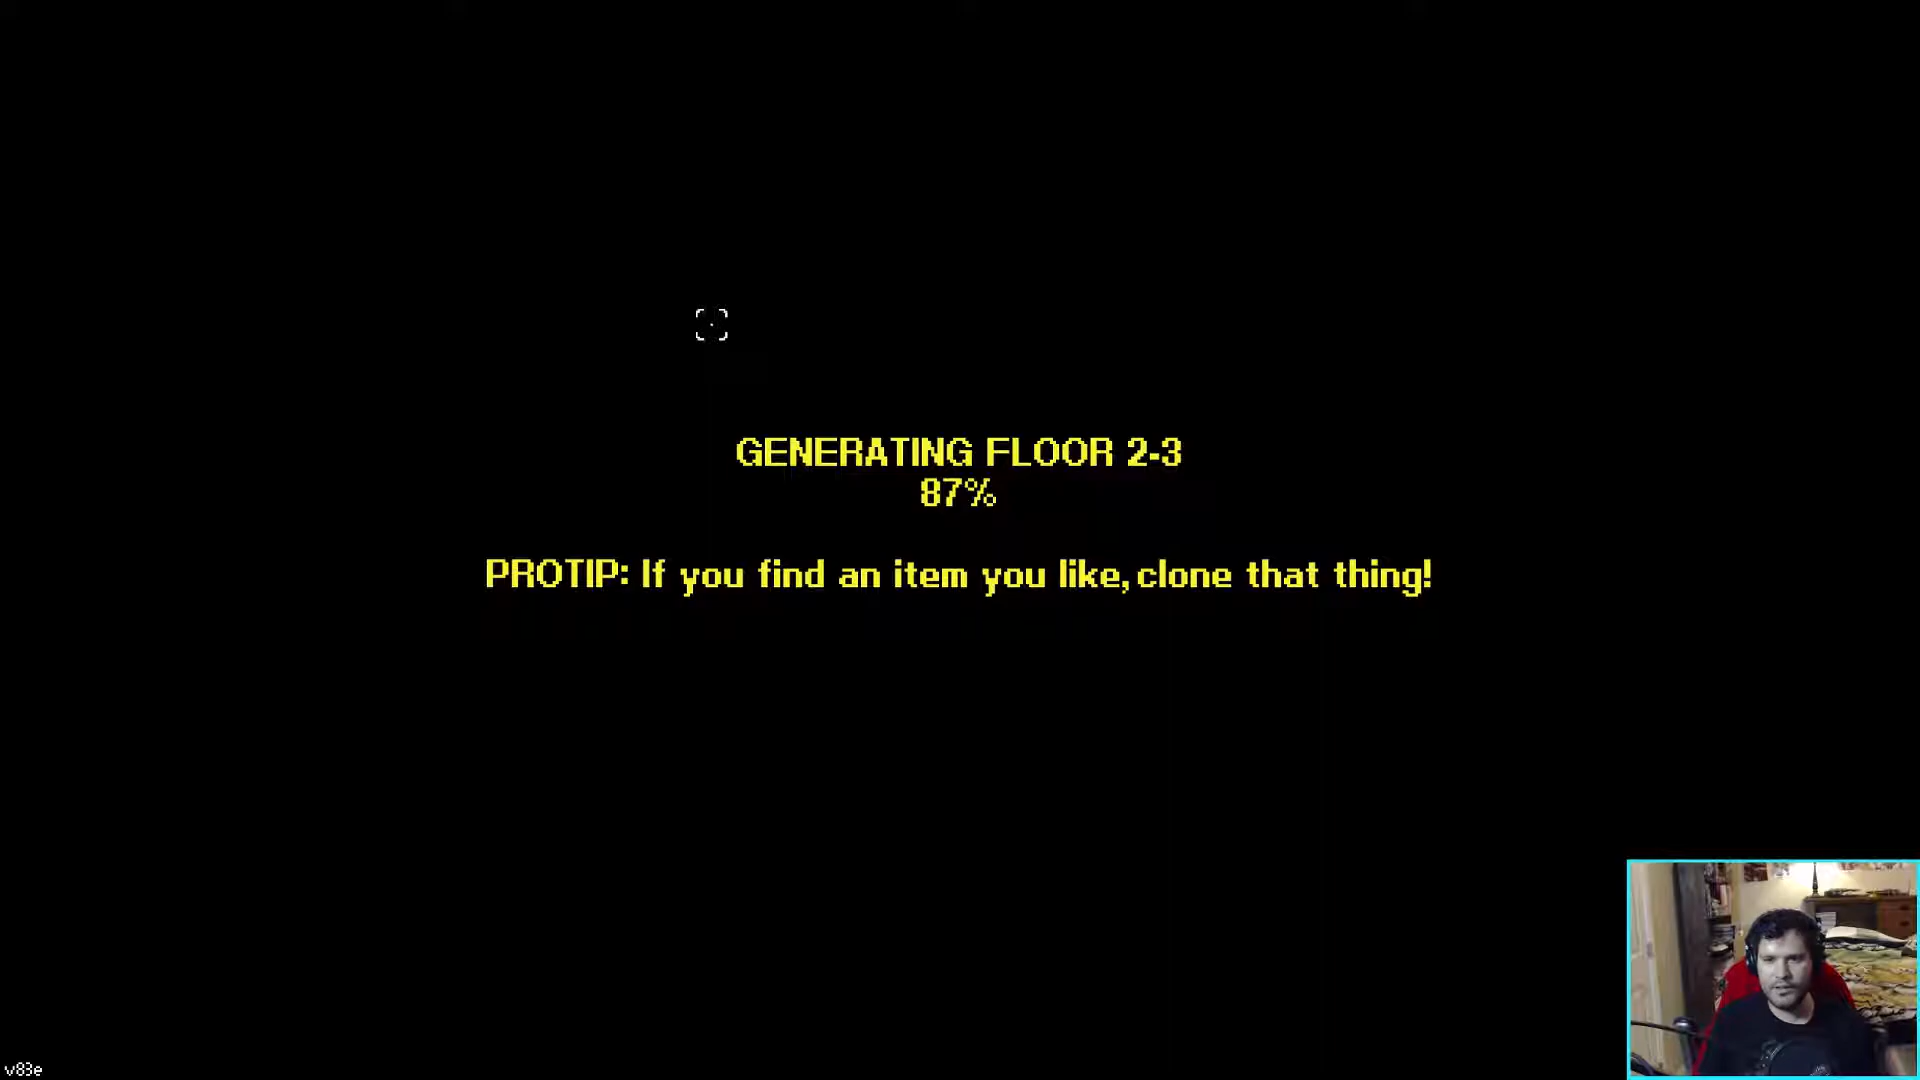 GENERATING FLOOR 2-3
87%
PROTIP: If you find an item you like, clone that thing!
v83e